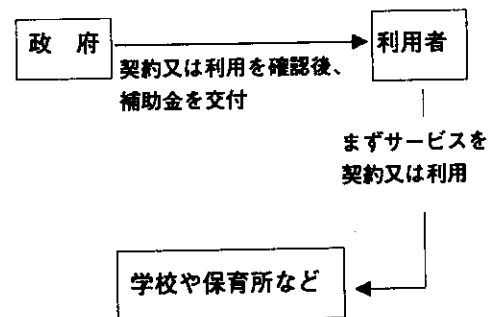 政　府
利用者
契約又は利用を確認後、
補助金を交付
まずサービスを
契約又は利用
学校や保育所など